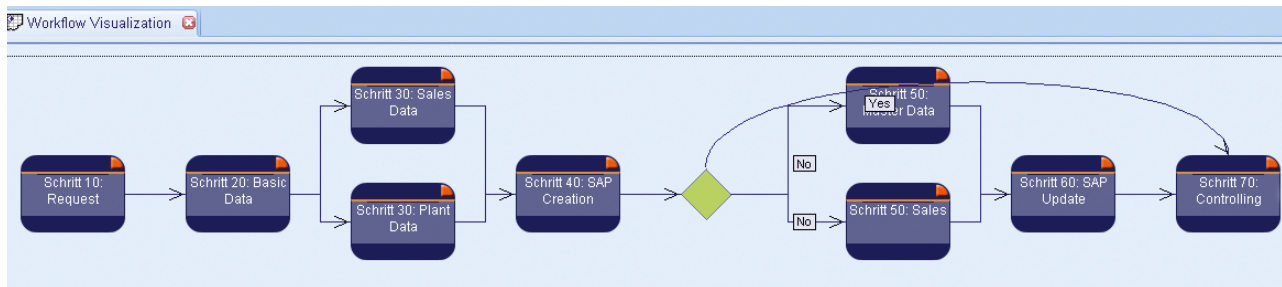 Workflow Visualization
Schritt 10:
Request
Schritt 20: Basic
Data
Schritt 30: Sales
Data
Schritt 30: Plant
Data
Schritt 40: SAP
Creation
No
No
Schritt 50:
Master Data
Yes
Schritt 50: Sales
Schritt 60: SAP
Update
Schritt 70:
Controlling